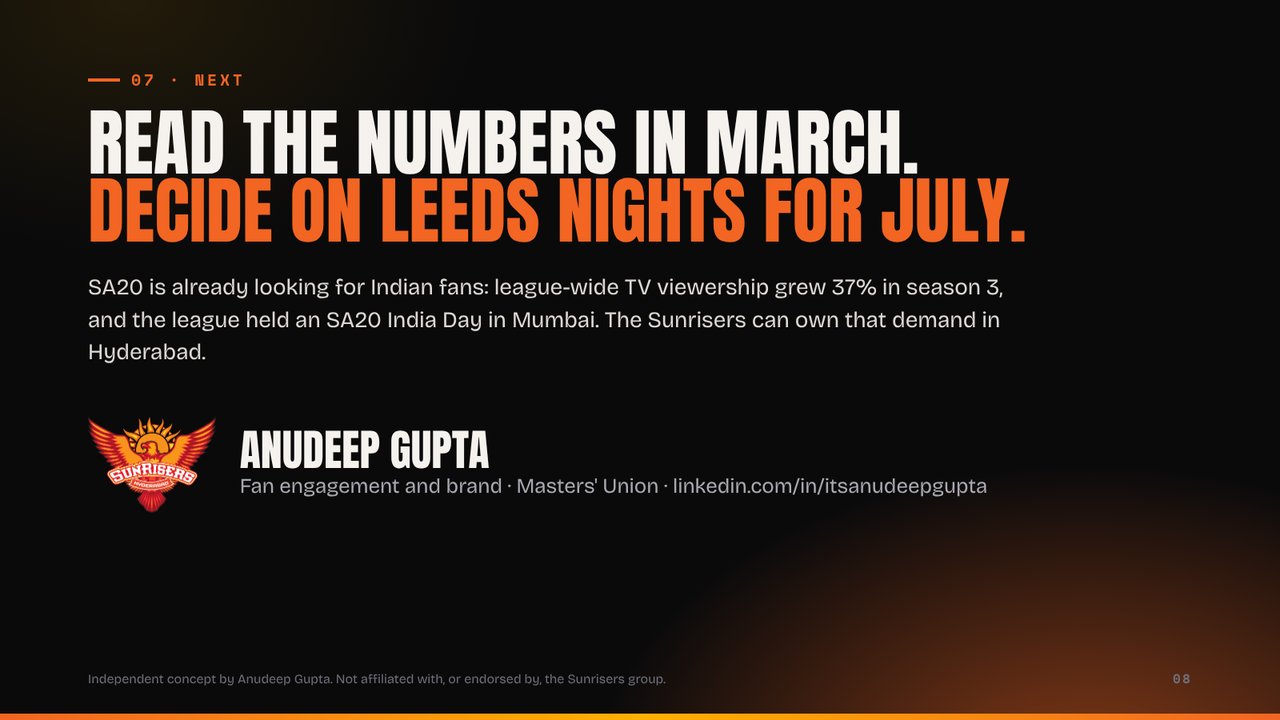 07 · NEXT
READ THE NUMBERS IN MARCH.
DECIDE ON LEEDS NIGHTS FOR JULY.
SA20 is already looking for Indian fans: league-wide TV viewership grew 37% in season 3,
and the league held an SA20 India Day in Mumbai. The Sunrisers can own that demand in
Hyderabad.
SUNRISERS
HYDERABAD
ANUDEEP GUPTA
Fan engagement and brand · Masters' Union · linkedin.com/in/itsanudeepgupta
Independent concept by Anudeep Gupta. Not affiliated with, or endorsed by, the Sunrisers group.
08